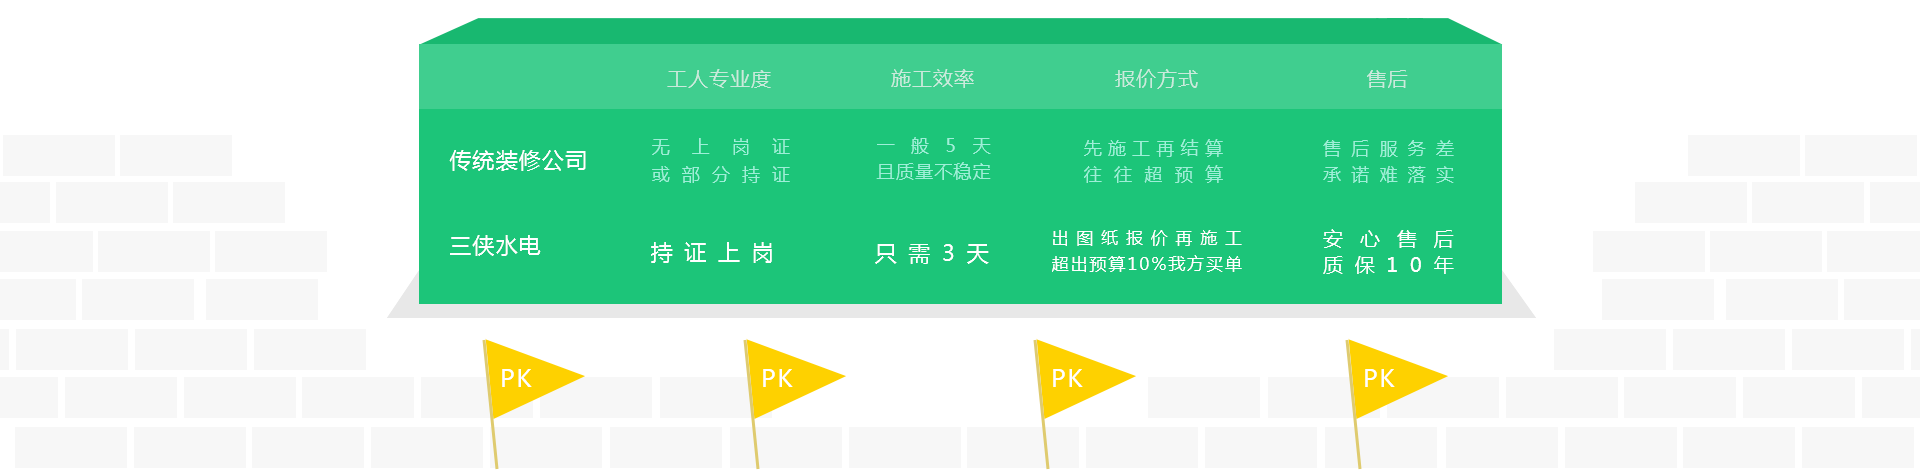 工人专业度 施工效率 报价方式 售后
传统装修公司
无上岗证
或部分持证
一般5天
且质量不稳定
先施工再结算
往往超预算
售后服务差
承诺难落实
三侠水电
持证上岗
只需3天
出图纸报价再施工
超出预算10%我方买单
安心售后
质保10年
PK PK PK PK